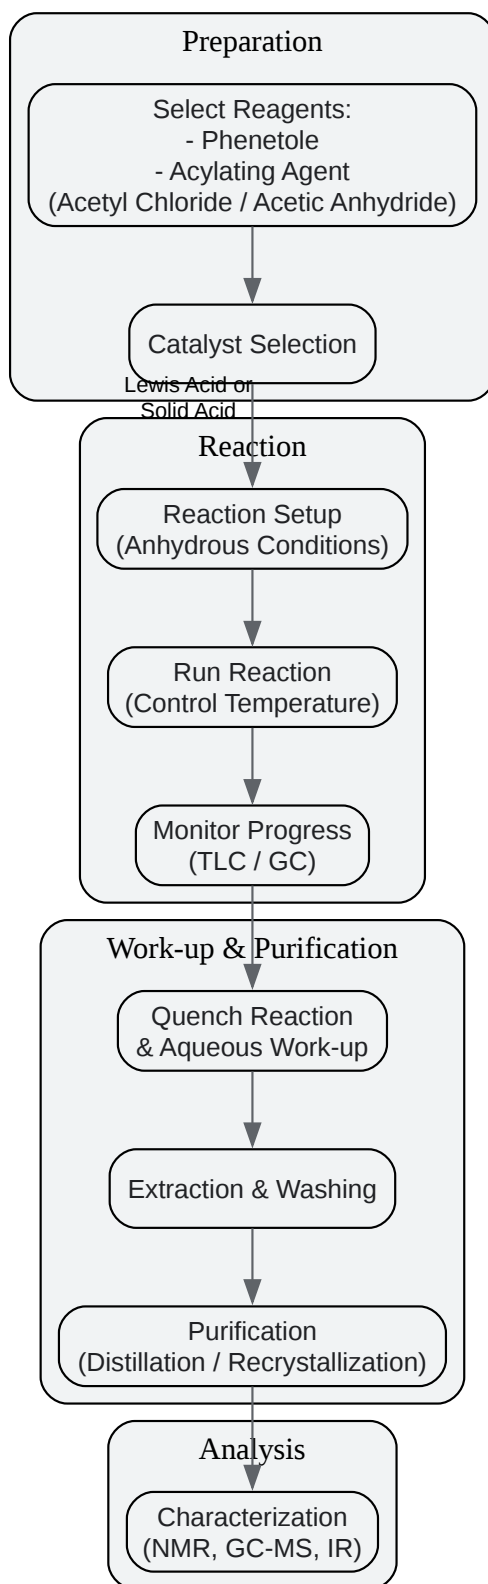 Preparation
Select Reagents:
- Phenetole
- Acylating Agent
(Acetyl Chloride / Acetic Anhydride)
Catalyst Selection
Lewis Acid or
Solid Acid
Reaction
Reaction Setup
(Anhydrous Conditions)
Run Reaction
(Control Temperature)
Monitor Progress
(TLC / GC)
Work-up & Purification
Quench Reaction
& Aqueous Work-up
Extraction & Washing
Purification
(Distillation / Recrystallization)
Analysis
Characterization
(NMR, GC-MS, IR)